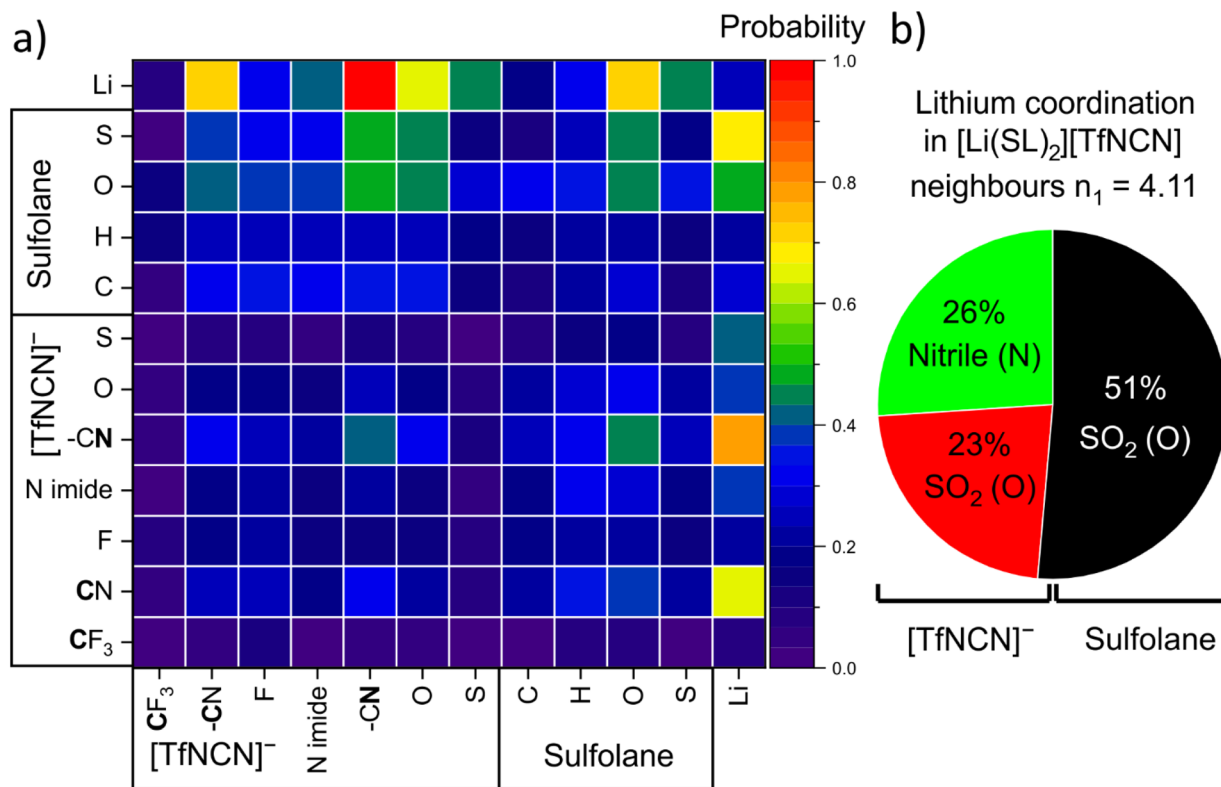 a)
Probability
b)
Li
S
O
H
C
Sulfolane
S
O
-CN
N imide
F
CN
CF₃
[TfNCN]⁻
CF₃
-CN
F
N imide
-CN
O
S
C
H
O
S
Li
[TfNCN]⁻
Sulfolane
1.0
0.8
0.6
0.4
0.2
0.0
Lithium coordination
in [Li(SL)₂][TfNCN]
neighbours n₁ = 4.11
26%
Nitrile (N)
51%
SO₂ (O)
23%
SO₂ (O)
[TfNCN]⁻
Sulfolane